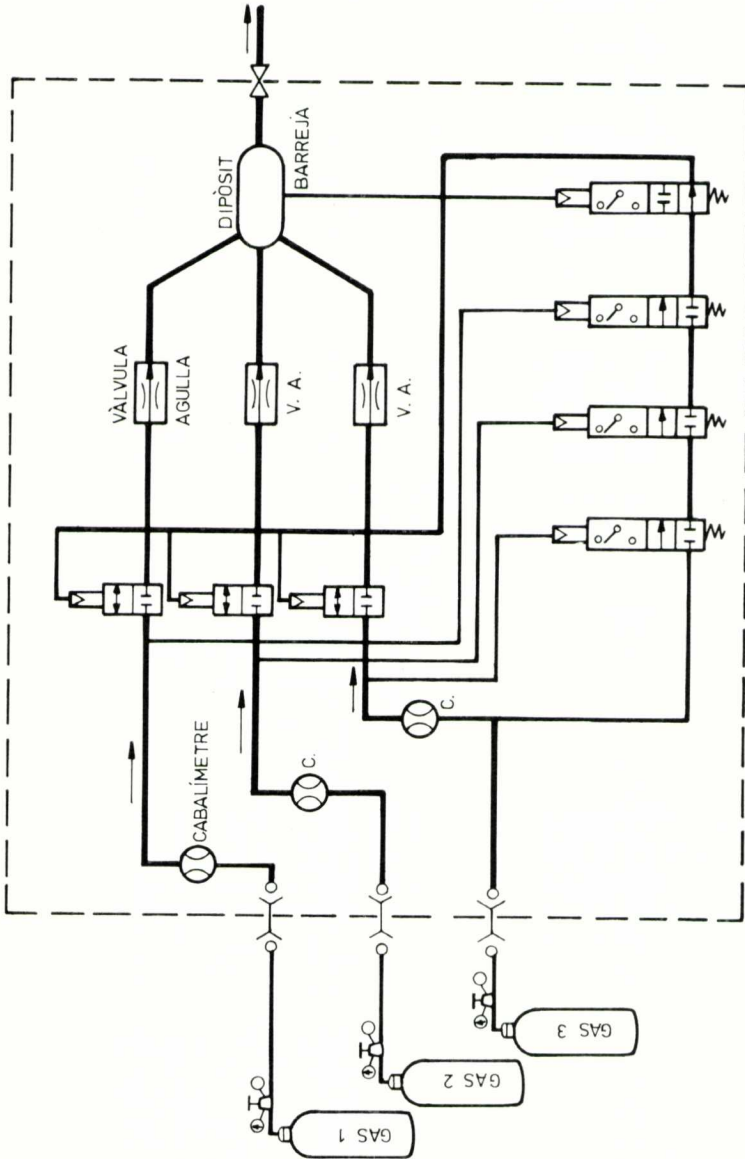 DIPÒSIT
BARREJA
VÀLVULA
AGULLA
V. A.
V. A.
CABALÍMETRE
C.
C.
GAS 1
GAS 2
GAS 3